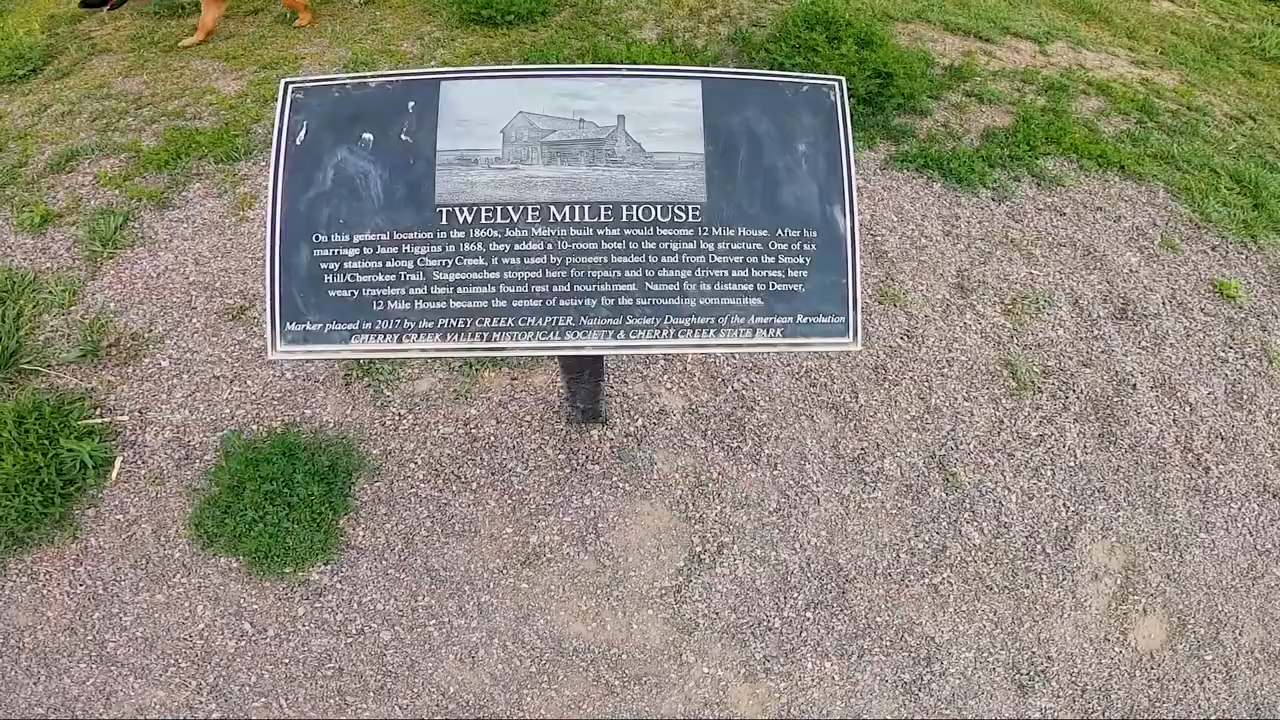 TWELVE MILE HOUSE
On this general location in the 1860s, John Melvin built what would become 12 Mile House. After his
marriage to Jane Higgins in 1868, they added a 10-room hotel to the original log structure. One of six
way stations along Cherry Creek, it was used by pioneers headed to and from Denver on the Smoky
Hill/Cherokee Trail. Stagecoaches stopped here for repairs and to change drivers and horses; here
weary travelers and their animals found rest and nourishment. Named for its distance to Denver,
12 Mile House became the center of activity for the surrounding communities.
Marker placed in 2017 by the PINEY CREEK CHAPTER, National Society Daughters of the American Revolution
CHERRY CREEK VALLEY HISTORICAL SOCIETY & CHERRY CREEK STATE PARK